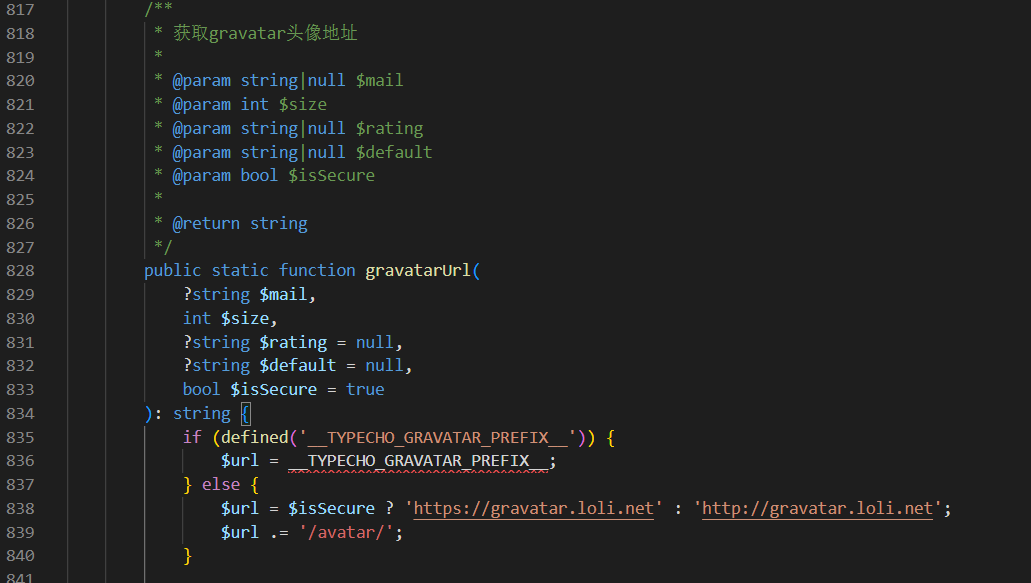 817 /**
818  * 获取gravatar头像地址
819  *
820  * @param string|null $mail
821  * @param int $size
822  * @param string|null $rating
823  * @param string|null $default
824  * @param bool $isSecure
825  *
826  * @return string
827  */
828 public static function gravatarUrl(
829     ?string $mail,
830     int $size,
831     ?string $rating = null,
832     ?string $default = null,
833     bool $isSecure = true
834 ): string {
835     if (defined('__TYPECHO_GRAVATAR_PREFIX__')) {
836         $url = __TYPECHO_GRAVATAR_PREFIX__;
837     } else {
838         $url = $isSecure ? 'https://gravatar.loli.net' : 'http://gravatar.loli.net';
839         $url .= '/avatar/';
840     }
841